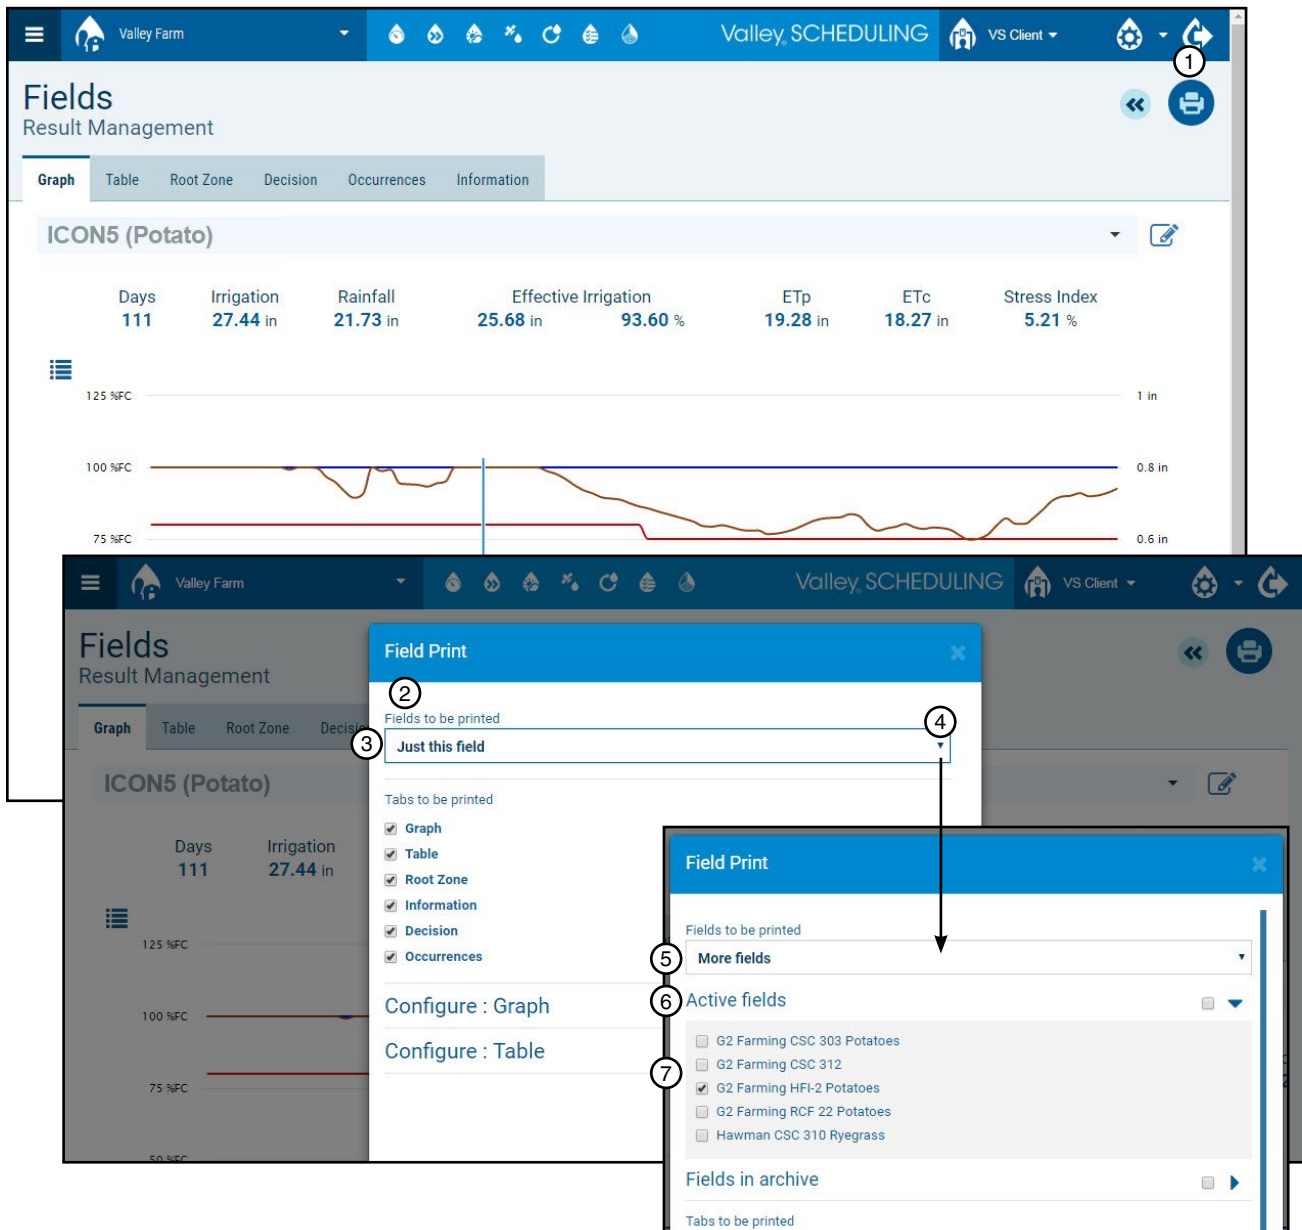 Valley Farm
Valley SCHEDULING
VS Client
1
Fields
Result Management
Graph Table Root Zone Decision Occurrences Information
ICON5 (Potato)
Days Irrigation Rainfall Effective Irrigation ETp ETc Stress Index
111 27.44 in 21.73 in 25.68 in 93.60 % 19.28 in 18.27 in 5.21 %
125 %FC 1 in
100 %FC 0.8 in
75 %FC 0.6 in
Valley Farm
Valley SCHEDULING
VS Client
Fields
Result Management
Graph Table Root Zone
ICON5 (Potato)
Days Irrigation
111 27.44 in
125 %FC
100 %FC
75 %FC
50 %FC
Field Print
2
Fields to be printed
3
Just this field
4
Tabs to be printed
Graph
Table
Root Zone
Information
Decision
Occurrences
Configure : Graph
Configure : Table
Field Print
Fields to be printed
5
More fields
6
Active fields
G2 Farming CSC 303 Potatoes
G2 Farming CSC 312
7
G2 Farming HFI-2 Potatoes
G2 Farming RCF 22 Potatoes
Hawman CSC 310 Ryegrass
Fields in archive
Tabs to be printed